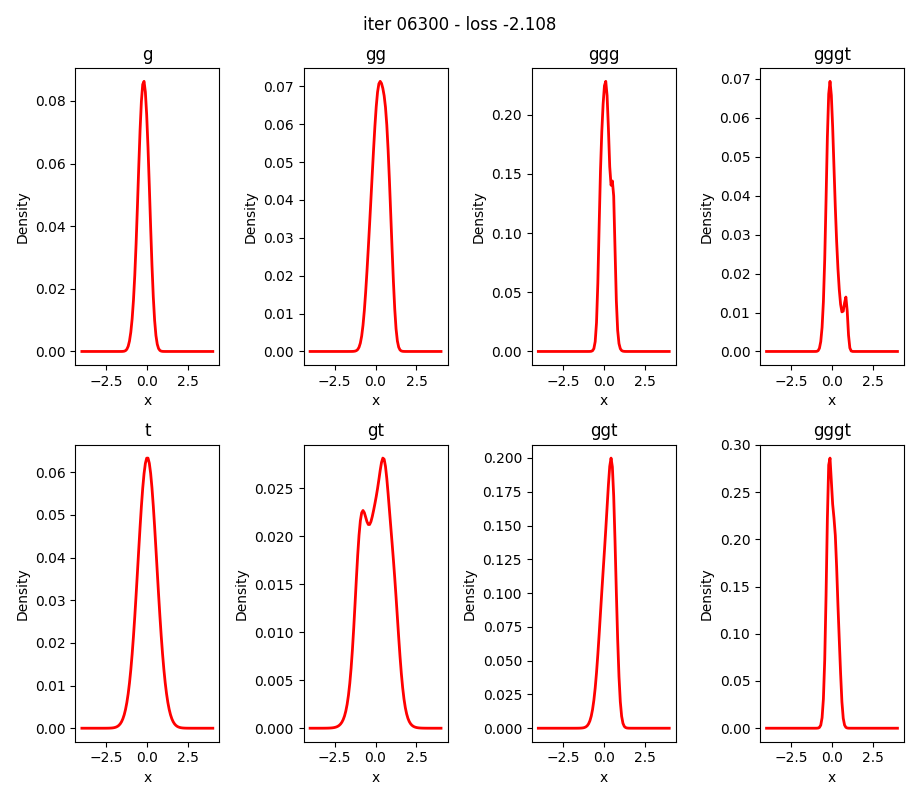 iter 06300 - loss -2.108
g
gg
ggg
gggt
0.08
0.06
0.04
0.02
0.00
Density
−2.5 0.0 2.5
x
0.07
0.06
0.05
0.04
0.03
0.02
0.01
0.00
Density
−2.5 0.0 2.5
x
0.20
0.15
0.10
0.05
0.00
Density
−2.5 0.0 2.5
x
0.07
0.06
0.05
0.04
0.03
0.02
0.01
0.00
Density
−2.5 0.0 2.5
x
t
gt
ggt
gggt
0.06
0.05
0.04
0.03
0.02
0.01
0.00
Density
−2.5 0.0 2.5
x
0.025
0.020
0.015
0.010
0.005
0.000
Density
−2.5 0.0 2.5
x
0.200
0.175
0.150
0.125
0.100
0.075
0.050
0.025
0.000
Density
−2.5 0.0 2.5
x
0.30
0.25
0.20
0.15
0.10
0.05
0.00
Density
−2.5 0.0 2.5
x